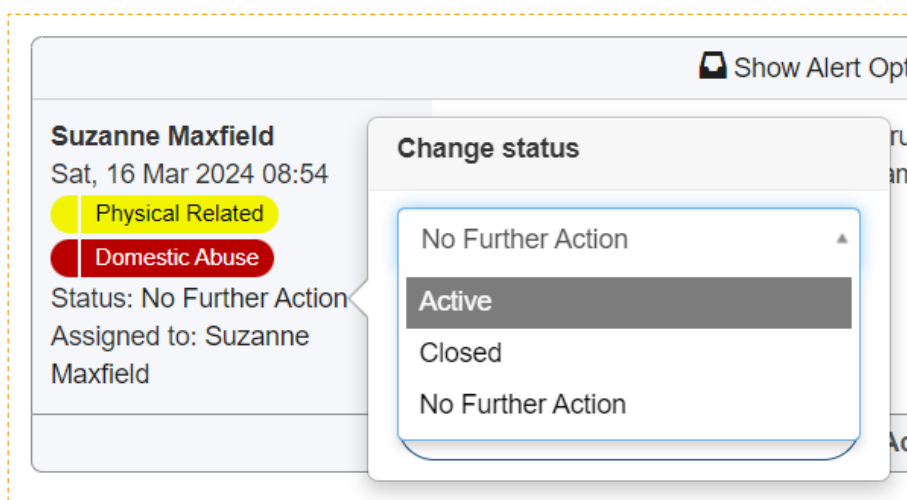 Show Alert Opt
Suzanne Maxfield
Sat, 16 Mar 2024 08:54
Physical Related
Domestic Abuse
Status: No Further Action
Assigned to: Suzanne
Maxfield
Change status
No Further Action
Active
Closed
No Further Action